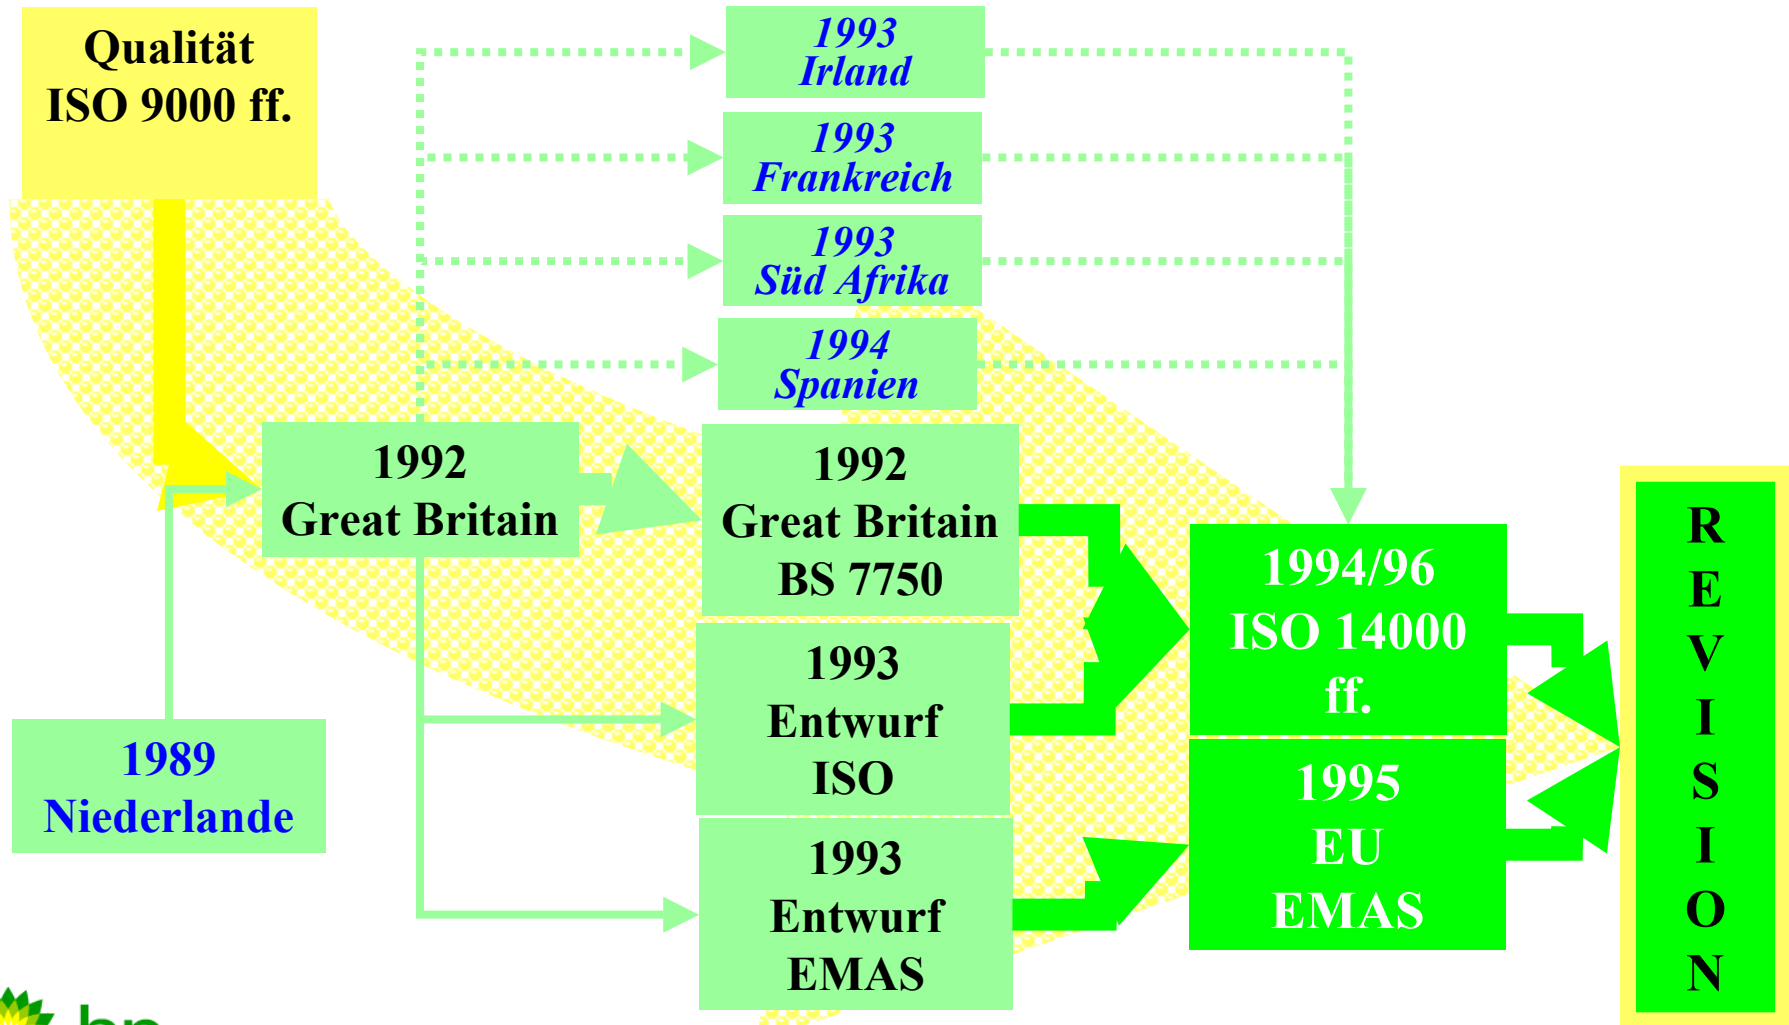 Qualität
ISO 9000 ff.
1993
Irland
1993
Frankreich
1993
Süd Afrika
1994
Spanien
1992
Great Britain
1992
Great Britain
BS 7750
1993
Entwurf
ISO
1993
Entwurf
EMAS
1989
Niederlande
1994/96
ISO 14000
ff.
1995
EU
EMAS
R
E
V
I
S
I
O
N
bp